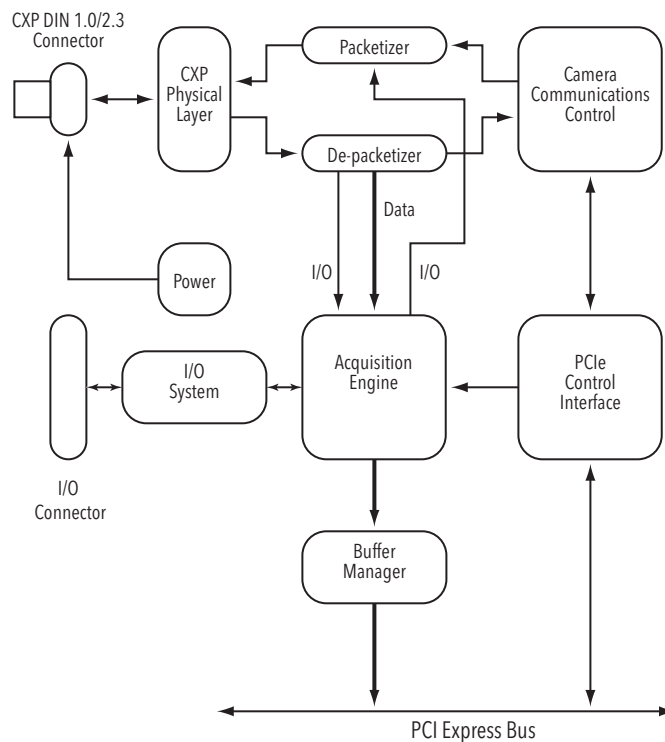 CXP DIN 1.0/2.3
Connector
CXP
Physical
Layer
Packetizer
Camera
Communications
Control
De-packetizer
Data
Power
I/O
I/O
I/O
System
Acquisition
Engine
PCIe
Control
Interface
I/O
Connector
Buffer
Manager
PCI Express Bus